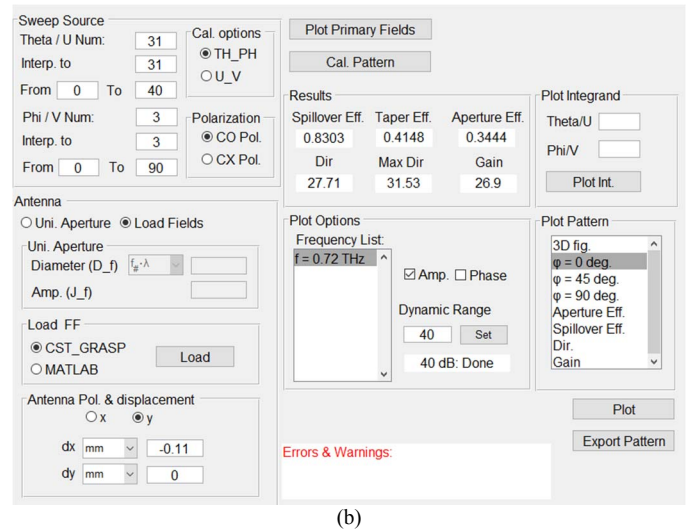 Sweep Source
Theta / U Num: 31
Interp. to 31
From 0 To 40
Phi / V Num: 3
Interp. to 3
From 0 To 90
Cal. options
TH_PH
U_V
Polarization
CO Pol.
CX Pol.
Plot Primary Fields
Cal. Pattern
Results
Spillover Eff. Taper Eff. Aperture Eff.
0.8303 0.4148 0.3444
Dir Max Dir Gain
27.71 31.53 26.9
Plot Integrand
Theta/U
Phi/V
Plot Int.
Antenna
Uni. Aperture Load Fields
Uni. Aperture
Diameter (D_f) f#·λ
Amp. (J_f)
Load FF
CST_GRASP
MATLAB
Load
Antenna Pol. & displacement
x y
dx mm -0.11
dy mm 0
Plot Options
Frequency List:
f = 0.72 THz
Amp. Phase
Dynamic Range
40 Set
40 dB: Done
Plot Pattern
3D fig.
φ = 0 deg.
φ = 45 deg.
φ = 90 deg.
Aperture Eff.
Spillover Eff.
Dir.
Gain
Plot
Export Pattern
Errors & Warnings:
(b)